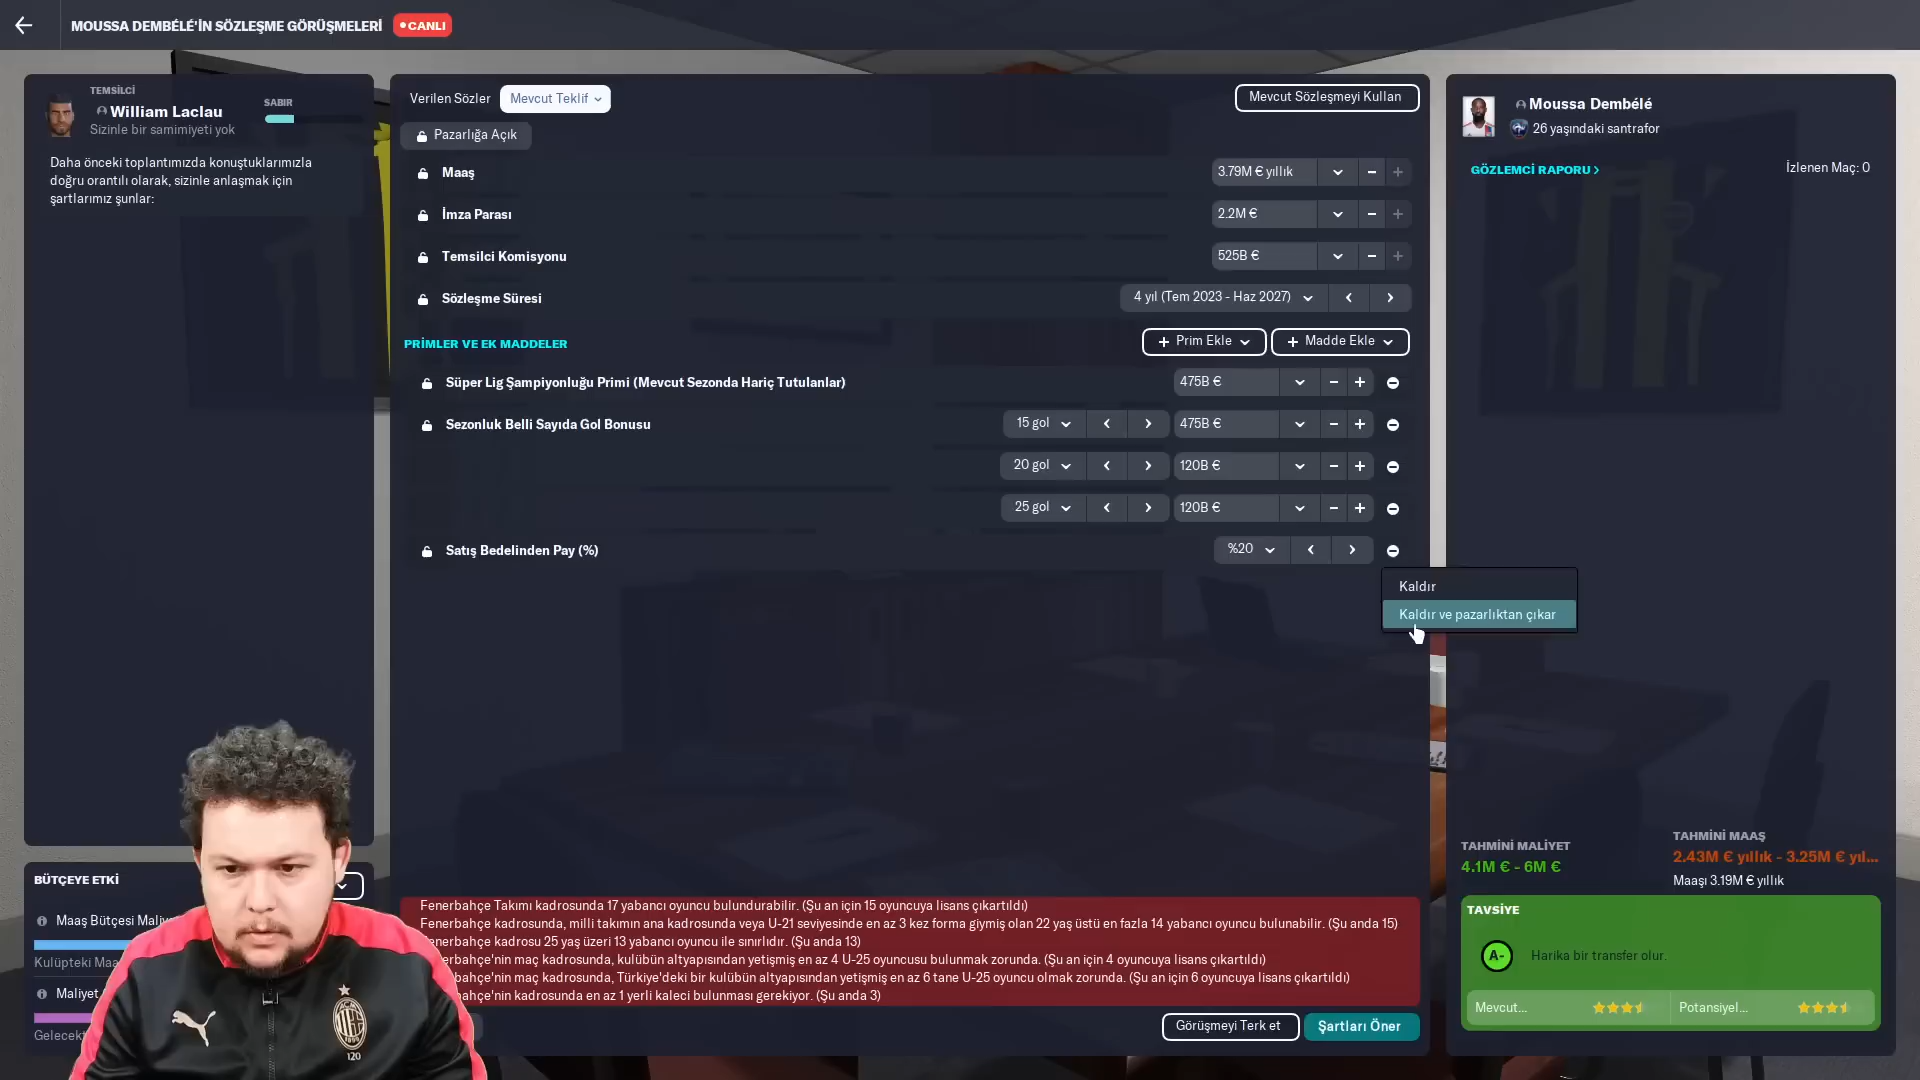 MOUSSA DEMBÉLÉ'İN SÖZLEŞME GÖRÜŞMELERİ
CANLI
TEMSİLCİ
William Laclau
Sizinle bir samimiyeti yok
SABIR
Daha önceki toplantımızda konuştuklarımızla
doğru orantılı olarak, sizinle anlaşmak için
şartlarımız şunlar:
Verilen Sözler
Mevcut Teklif
Mevcut Sözleşmeyi Kullan
Pazarlığa Açık
Maaş
3.79M € yıllık
İmza Parası
2.2M €
Temsilci Komisyonu
525B €
Sözleşme Süresi
4 yıl (Tem 2023 - Haz 2027)
PRİMLER VE EK MADDELER
Prim Ekle
Madde Ekle
Süper Lig Şampiyonluğu Primi (Mevcut Sezonda Hariç Tutulanlar)
475B €
Sezonluk Belli Sayıda Gol Bonusu
15 gol
475B €
20 gol
120B €
25 gol
120B €
Satış Bedelinden Pay (%)
%20
Kaldır
Kaldır ve pazarlıktan çıkar
Moussa Dembélé
26 yaşındaki santrafor
GÖZLEMCİ RAPORU
İzlenen Maç: 0
TAHMİNİ MALİYET
4.1M € - 6M €
TAHMİNİ MAAŞ
2.43M € yıllık - 3.25M € yıl...
Maaşı 3.19M € yıllık
TAVSİYE
A-
Harika bir transfer olur.
Mevcut...
Potansiyel...
BÜTÇEYE ETKİ
Maaş Bütçesi
Kulüpteki
Maliyet
Fenerbahçe Takımı kadrosunda 17 yabancı oyuncu bulundurabilir. (Şu an için 15 oyuncuya lisans çıkartıldı)
Fenerbahçe kadrosunda, milli takımın ana kadrosunda veya U-21 seviyesinde en az 3 kez forma giymiş olan 22 yaş üstü en fazla 14 yabancı oyuncu bulunabilir. (Şu anda 15)
enerbahçe kadrosu 25 yaş üzeri 13 yabancı oyuncu ile sınırlıdır. (Şu anda 13)
rbahçe'nin maç kadrosunda, kulübün altyapısından yetişmiş en az 4 U-25 oyuncusu bulunmak zorunda. (Şu an için 4 oyuncuya lisans çıkartıldı)
bahçe'nin maç kadrosunda, Türkiye'deki bir kulübün altyapısından yetişmiş en az 6 tane U-25 oyuncu olmak zorunda. (Şu an için 6 oyuncuya lisans çıkartıldı)
bahçe'nin kadrosunda en az 1 yerli kaleci bulunması gerekiyor. (Şu anda 3)
Görüşmeyi Terk et
Şartları Öner
120